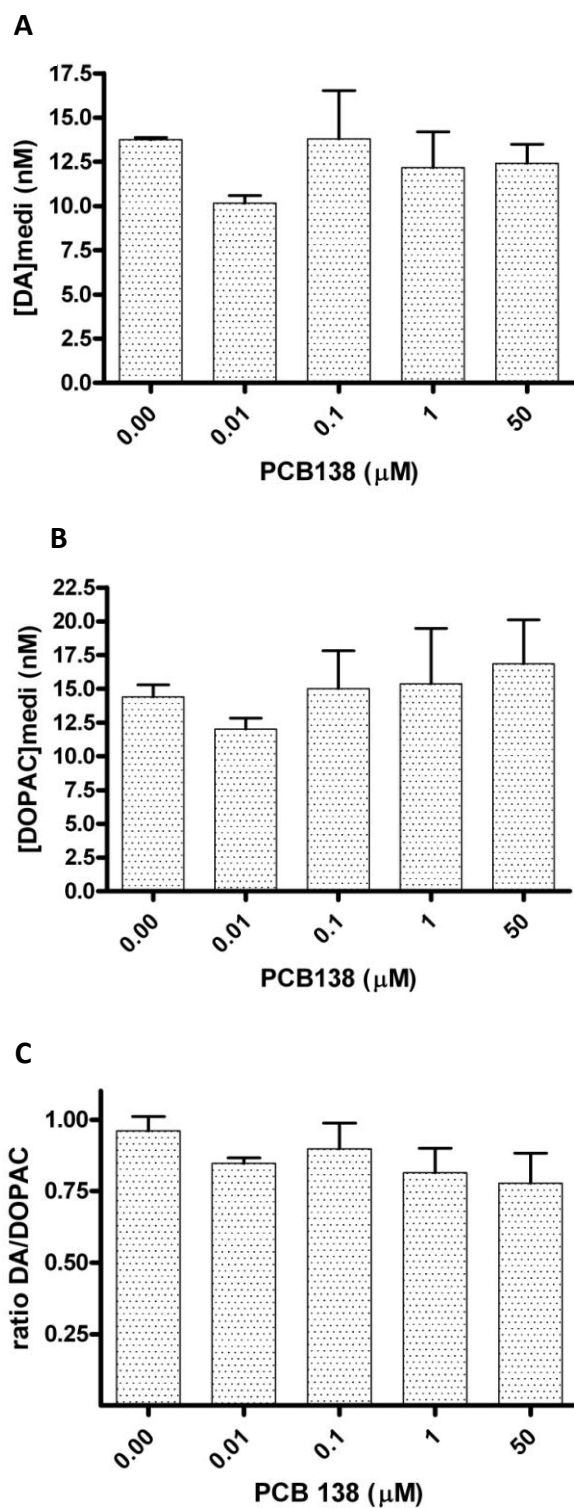 A
[DA]medi (nM)
17.5
15.0
12.5
10.0
7.5
5.0
2.5
0.0
0.00 0.01 0.1 1 50
PCB138 (μM)
B
[DOPAC]medi (nM)
22.5
20.0
17.5
15.0
12.5
10.0
7.5
5.0
2.5
0.0
0.00 0.01 0.1 1 50
PCB138 (μM)
C
ratio DA/DOPAC
1.00
0.75
0.50
0.25
0.00 0.01 0.1 1 50
PCB 138 (μM)